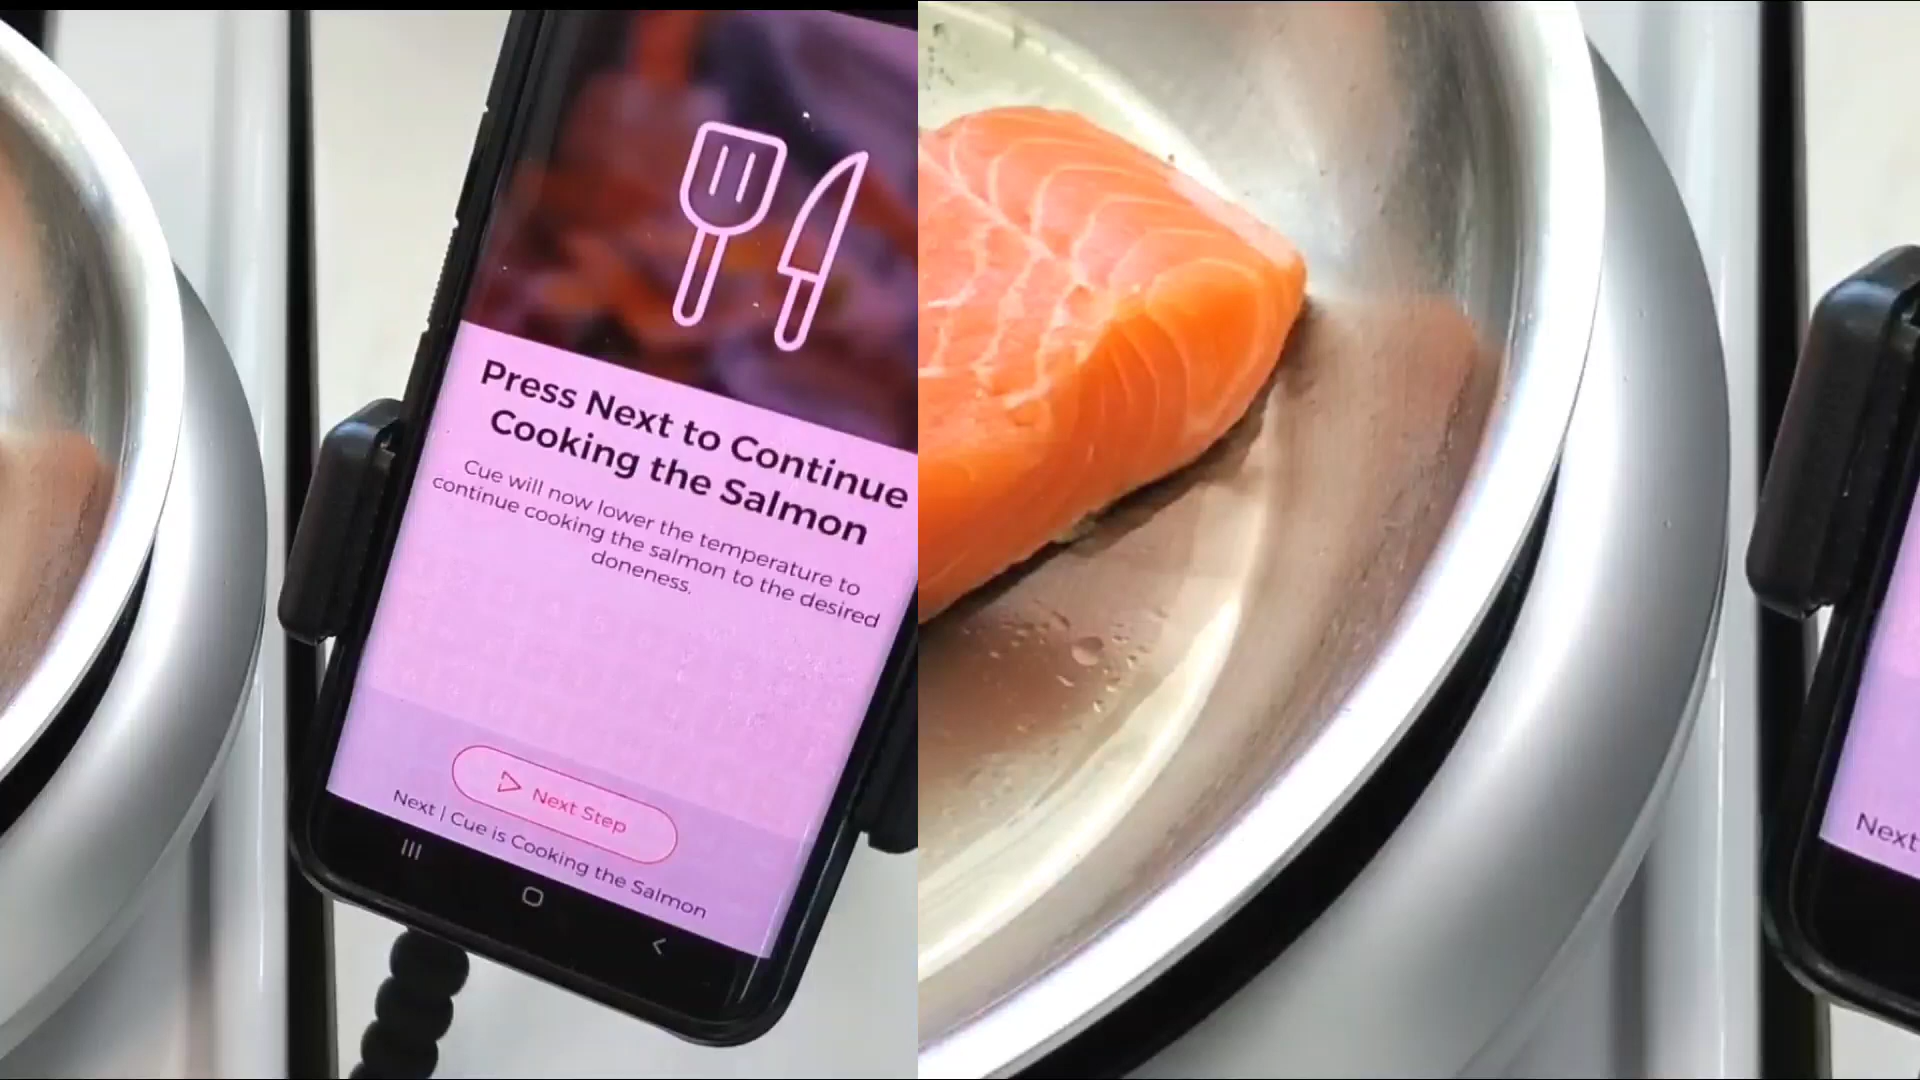 Press Next to Continue
Cooking the Salmon
Cue will now lower the temperature to
continue cooking the salmon to the desired
doneness.
Next Step
Next | Cue is Cooking the Salmon
Next